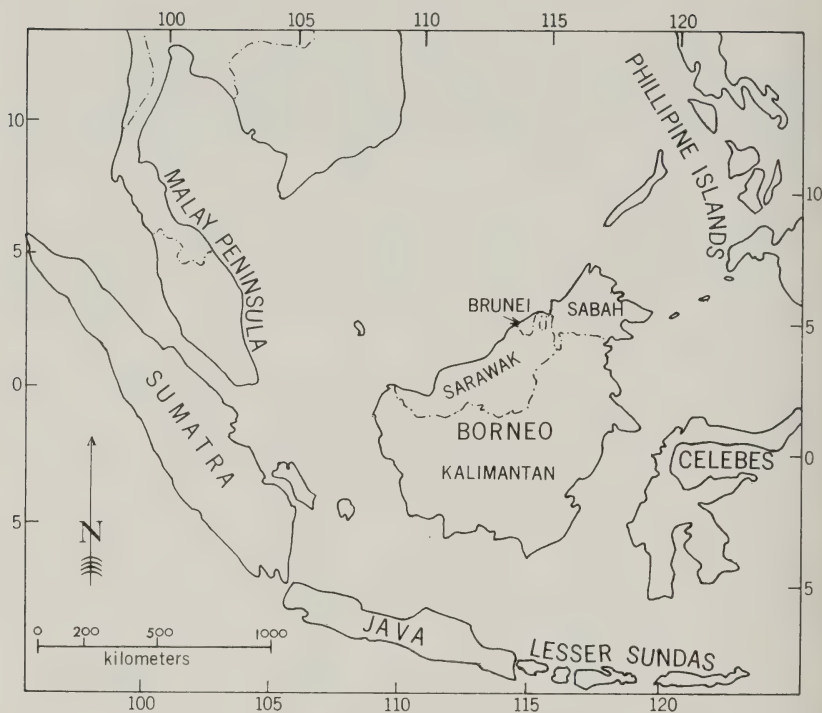 100
105
110
115
120
10
5
0
5
10
5
0
5
PHILLIPINE ISLANDS
MALAY PENINSULA
BRUNEI
SABAH
SARAWAK
SUMATRA
BORNEO
KALIMANTAN
CELEBES
N
0 200 500 1000
kilometers
JAVA
LESSER SUNDAS
100
105
110
115
120